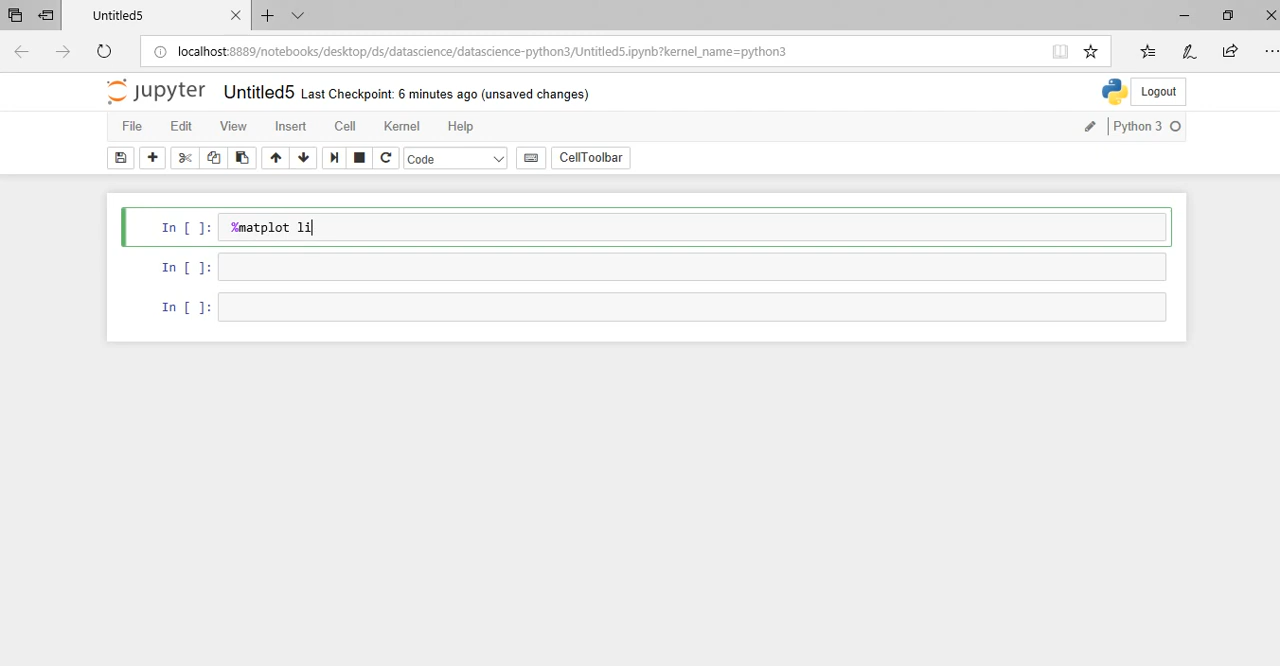 Untitled5
localhost:8889/notebooks/desktop/ds/datascience/datascience-python3/Untitled5.ipynb?kernel_name=python3
jupyter Untitled5 Last Checkpoint: 6 minutes ago (unsaved changes) Logout
File Edit View Insert Cell Kernel Help Python 3
Code CellToolbar
In [ ]: %matplot li
In [ ]:
In [ ]: